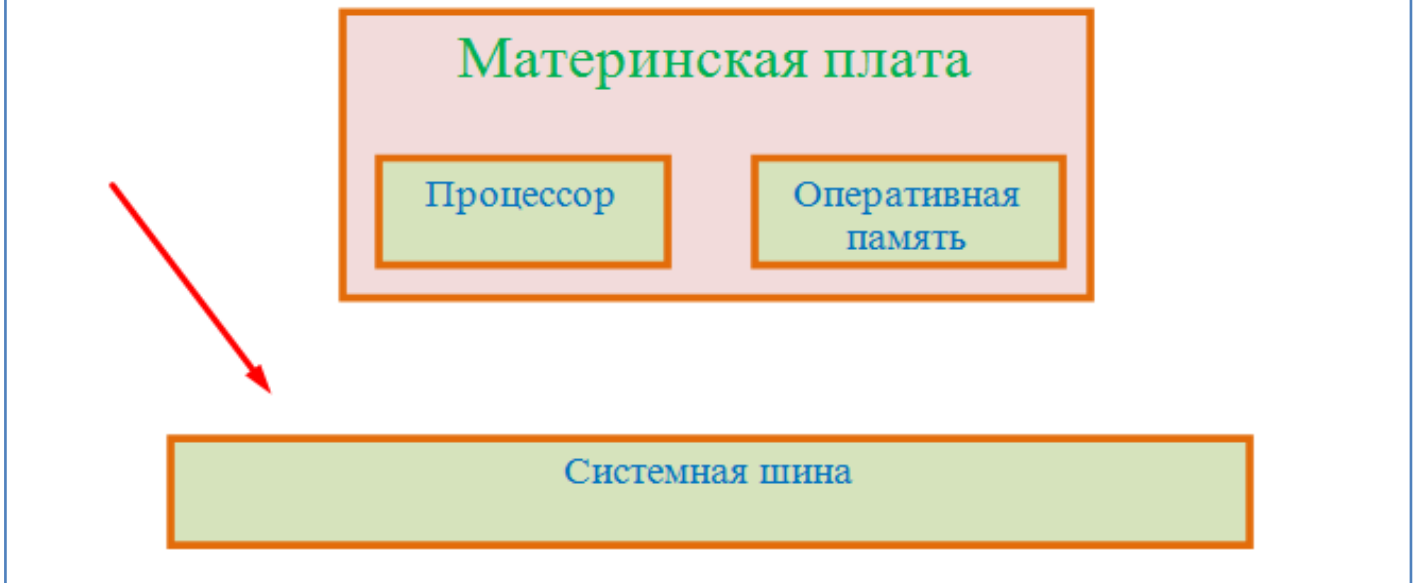 Материнская плата
Процессор
Оперативная
память
Системная шина